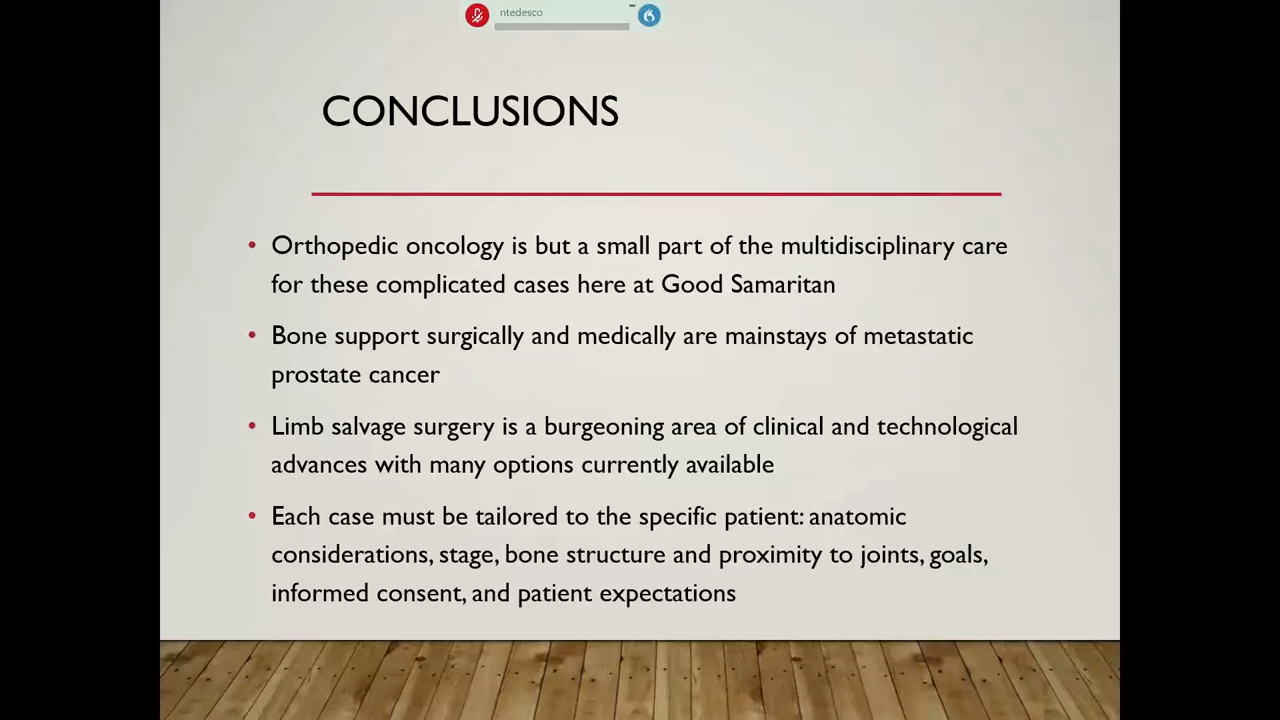 ntedesco
CONCLUSIONS
• Orthopedic oncology is but a small part of the multidisciplinary care
for these complicated cases here at Good Samaritan
• Bone support surgically and medically are mainstays of metastatic
prostate cancer
• Limb salvage surgery is a burgeoning area of clinical and technological
advances with many options currently available
• Each case must be tailored to the specific patient: anatomic
considerations, stage, bone structure and proximity to joints, goals,
informed consent, and patient expectations